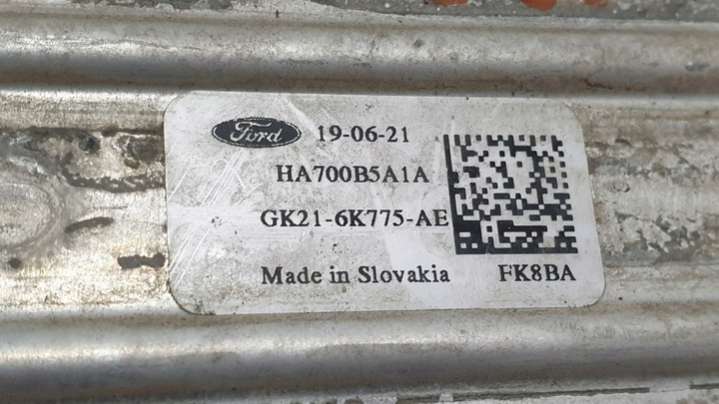 Ford 19-06-21
HA700B5A1A
GK21-6K775-AE
Made in Slovakia FK8BA